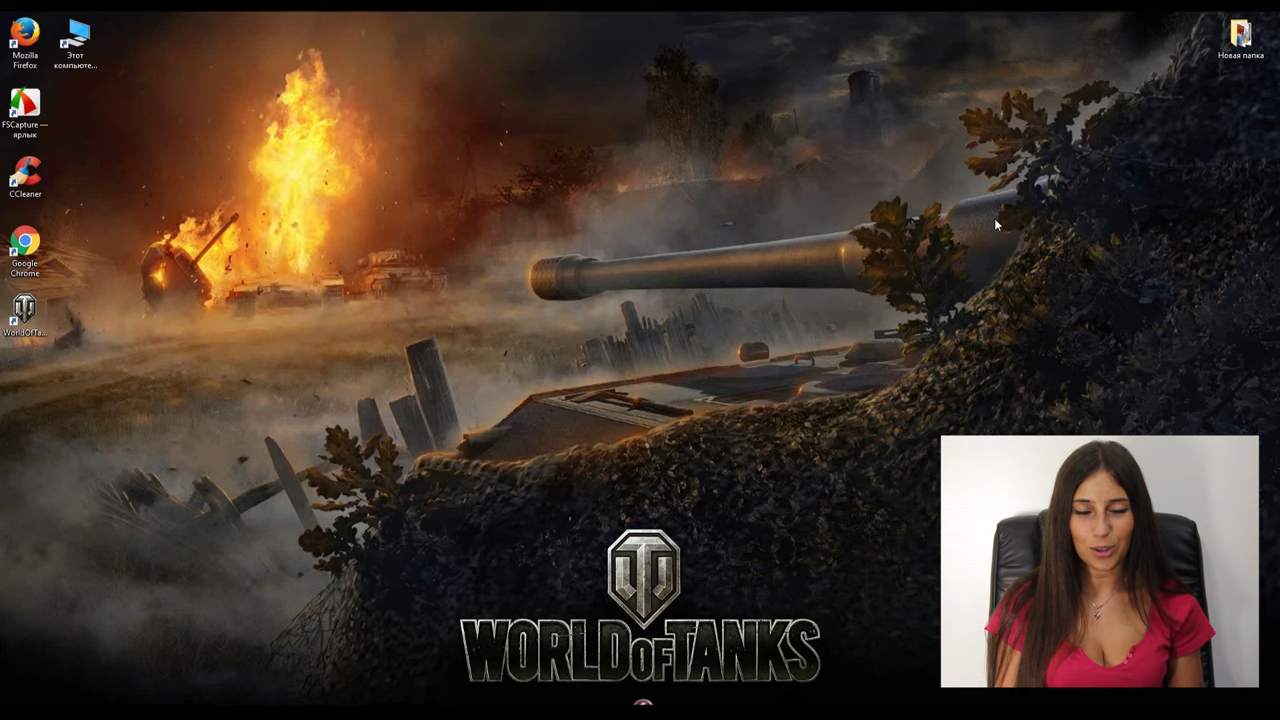 Mozilla
Firefox
Этот
компьюте...
FSCapture —
ярлык
CCleaner
Google
Chrome
WorldOfTa...
Новая папка
WORLD OF TANKS